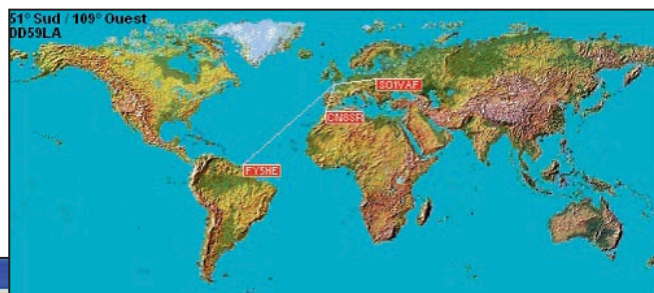 51° Sud / 109° Ouest
DD59LA
SO1VAF
CN8SR
FY5HE